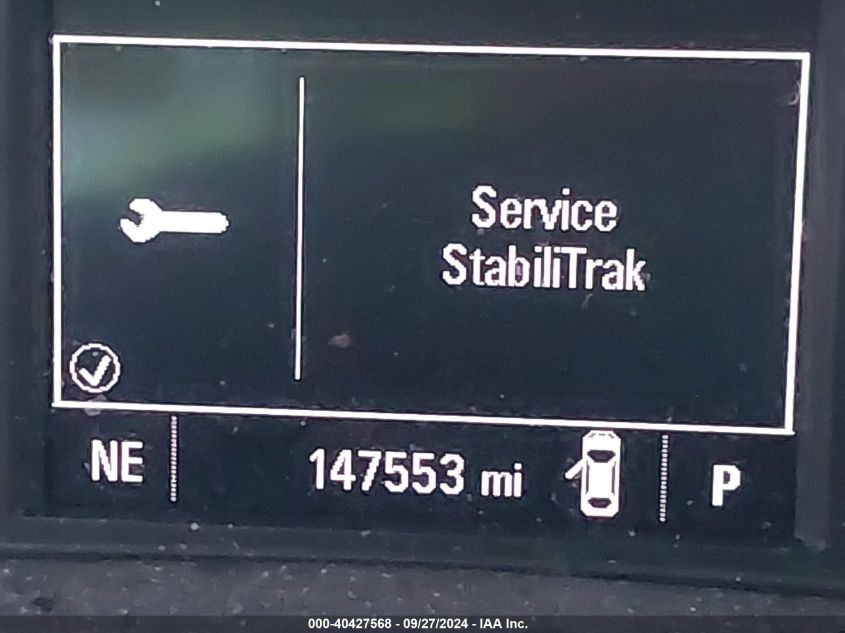 Service
StabiliTrak
NE 147553 mi P
000-40427568 - 09/27/2024 - IAA Inc.